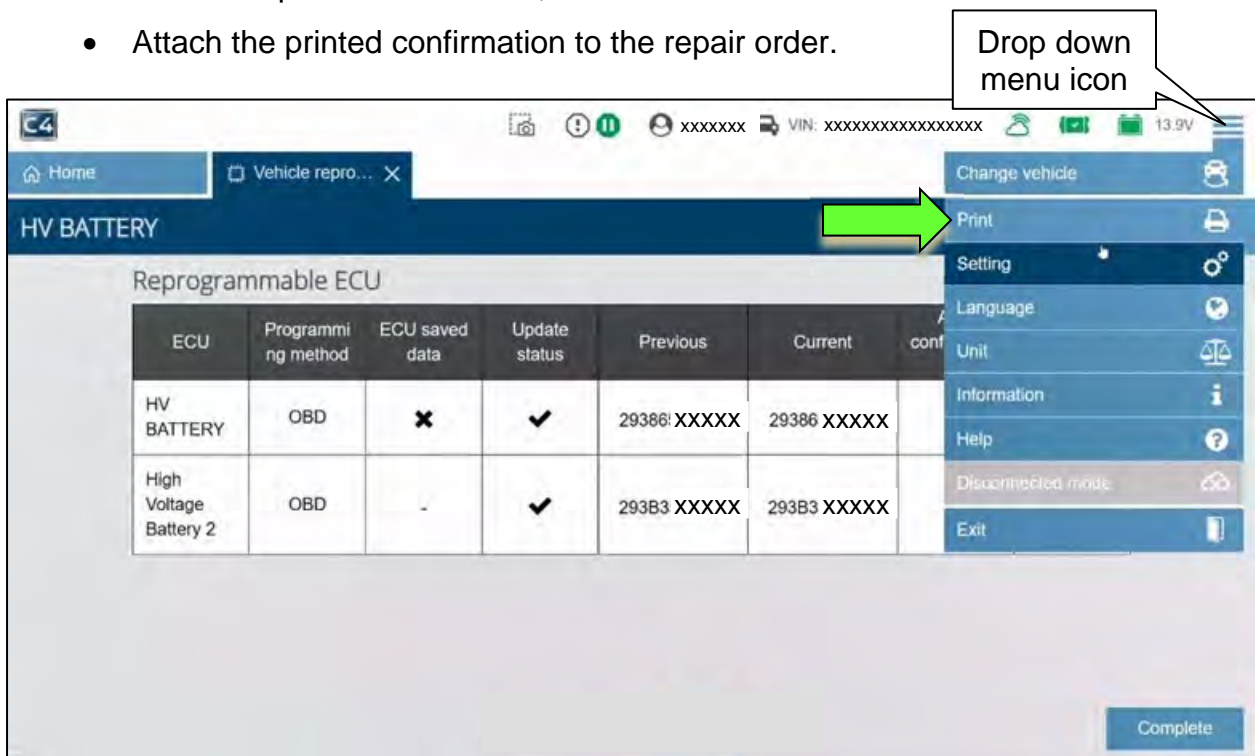 • Attach the printed confirmation to the repair order.
Drop down
menu icon
C4
xxxxxxx VIN: xxxxxxxxxxxxxxxxx 13.9V
Home
Vehicle repro...
Change vehicle
HV BATTERY
Print
Setting
Language
Unit
Information
Help
Disconnected mode
Exit
Reprogrammable ECU
ECU
Programmi
ng method
ECU saved
data
Update
status
Previous
Current
conf
HV
BATTERY
OBD
29386 XXXXX
29386 XXXXX
High
Voltage
Battery 2
OBD
-
293B3 XXXXX
293B3 XXXXX
Complete